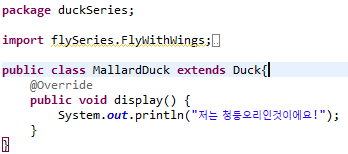 package duckSeries;
import flySeries.FlyWithWings;
public class MallardDuck extends Duck{
@Override
public void display() {
System.out.println("저는 청둥오리인것이에요!");
}
}